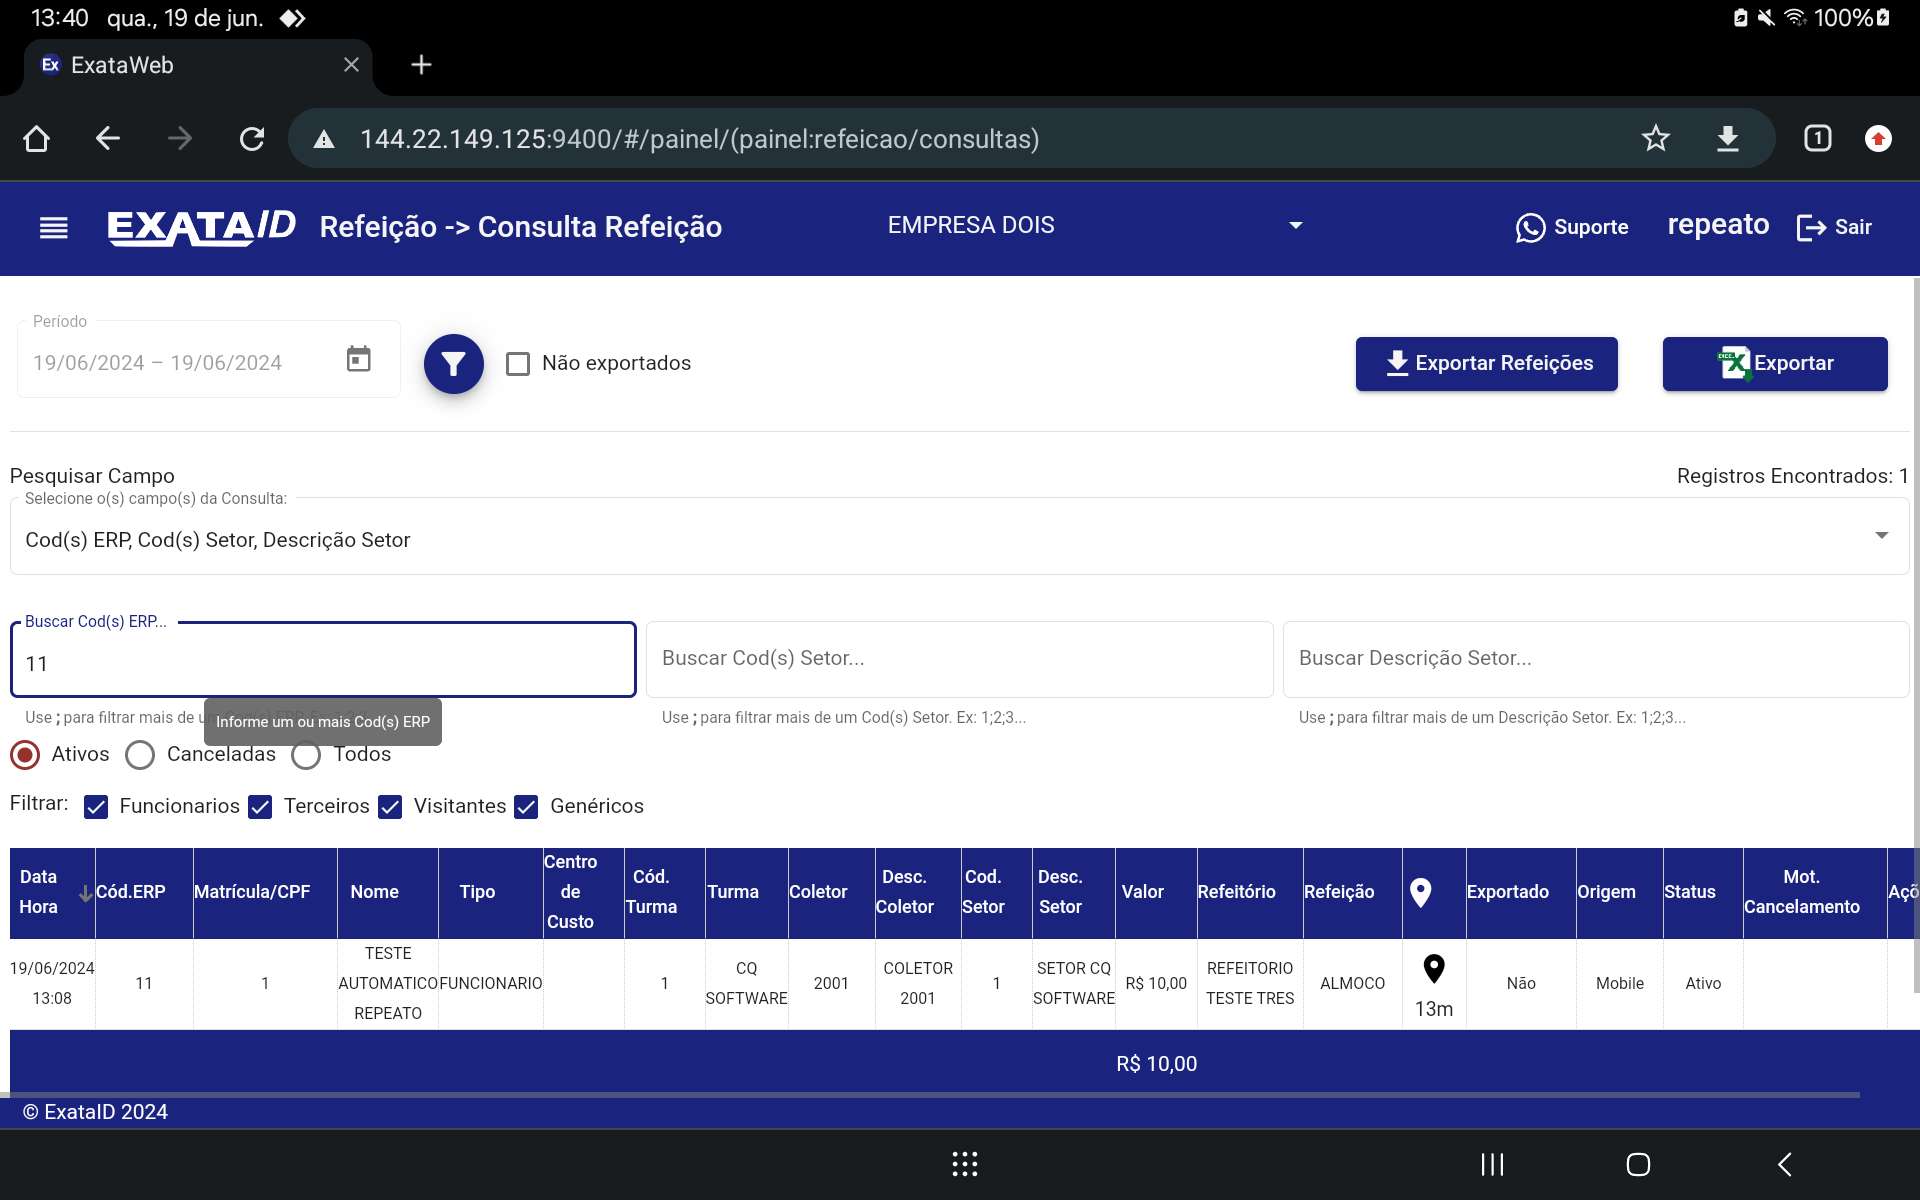 13:40 qua., 19 de jun. 100%
Ex ExataWeb
144.22.149.125:9400/#/painel/(painel:refeicao/consultas) 1
EXATAID Refeição -> Consulta Refeição EMPRESA DOIS Suporte repeato Sair
Período
19/06/2024 – 19/06/2024 Não exportados Exportar Refeições Exportar
Pesquisar Campo Registros Encontrados: 1
Selecione o(s) campo(s) da Consulta:
Cod(s) ERP, Cod(s) Setor, Descrição Setor
Buscar Cod(s) ERP...
11 Buscar Cod(s) Setor... Buscar Descrição Setor...
Use ; para filtrar mais de Informe um ou mais Cod(s) ERP Use ; para filtrar mais de um Cod(s) Setor. Ex: 1;2;3... Use ; para filtrar mais de um Descrição Setor. Ex: 1;2;3...
Ativos Canceladas Todos
Filtrar: Funcionarios Terceiros Visitantes Genéricos
Data Hora Cód.ERP Matrícula/CPF Nome Tipo Centro de Custo Cód. Turma Turma Coletor Desc. Coletor Cod. Setor Desc. Setor Valor Refeitório Refeição Exportado Origem Status Mot. Cancelamento Açõ
19/06/2024 13:08 11 1 TESTE AUTOMATICO REPEATO FUNCIONARIO 1 CQ SOFTWARE 2001 COLETOR 2001 1 SETOR CQ SOFTWARE R$ 10,00 REFEITORIO TESTE TRES ALMOCO 13m Não Mobile Ativo
R$ 10,00
© ExataID 2024